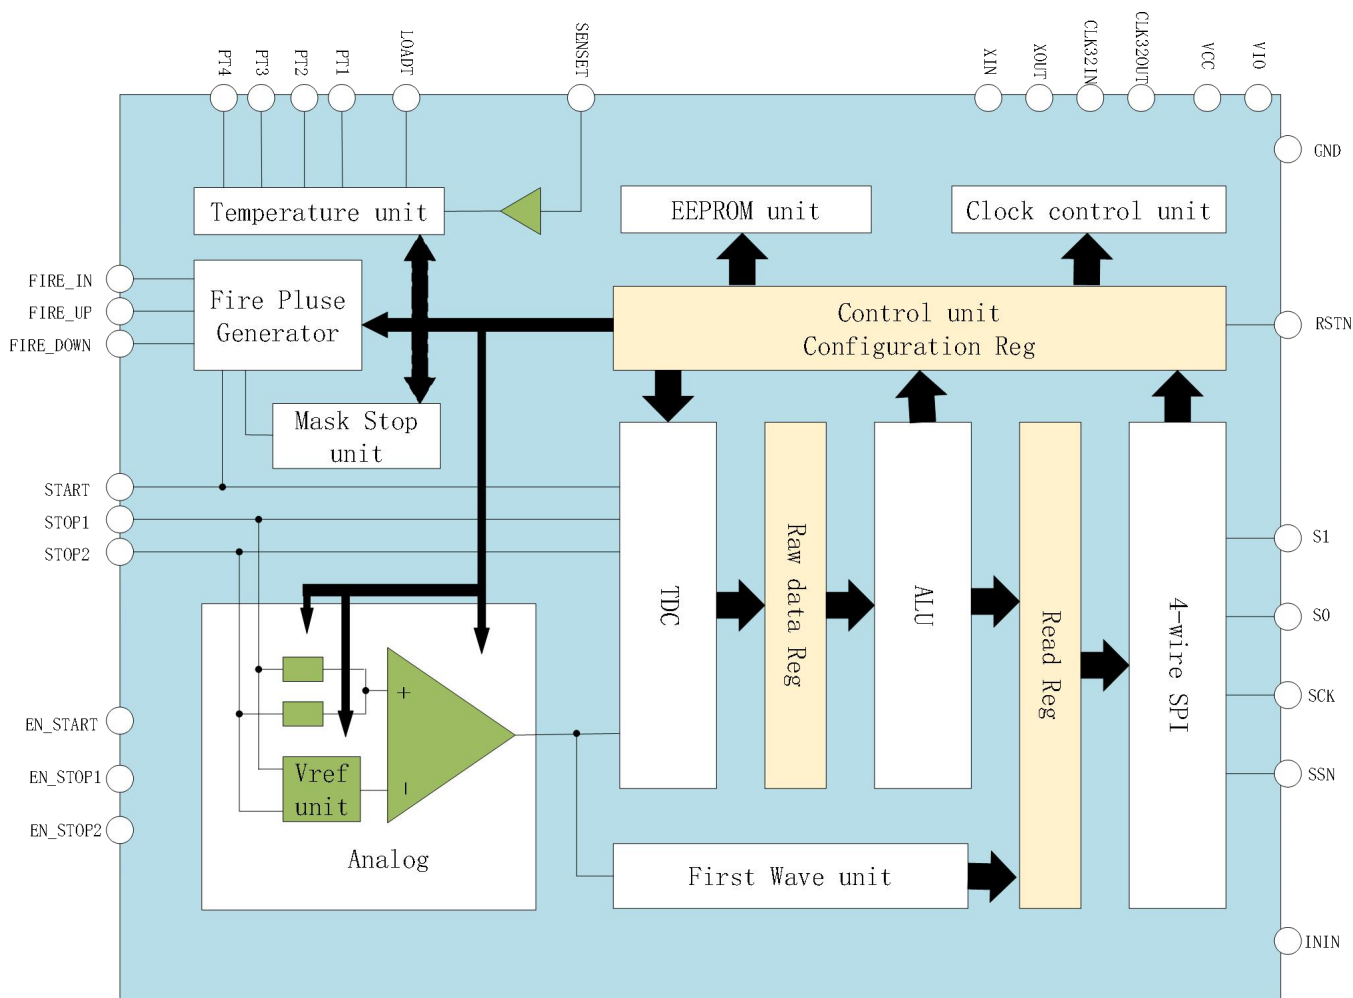 PT4
PT3
PT2
PT1
LOADT
SENSET
XIN
XOUT
CLK32IN
CLK32OUT
VCC
VIO
GND
Temperature unit
EEPROM unit
Clock control unit
FIRE_IN
FIRE_UP
FIRE_DOWN
Fire Pluse
Generator
Control unit
Configuration Reg
RSTN
Mask Stop
unit
START
STOP1
STOP2
TDC
Raw data Reg
ALU
Read Reg
4-wire SPI
S1
S0
SCK
SSN
EN_START
EN_STOP1
EN_STOP2
+
−
Vref
unit
Analog
First Wave unit
ININ